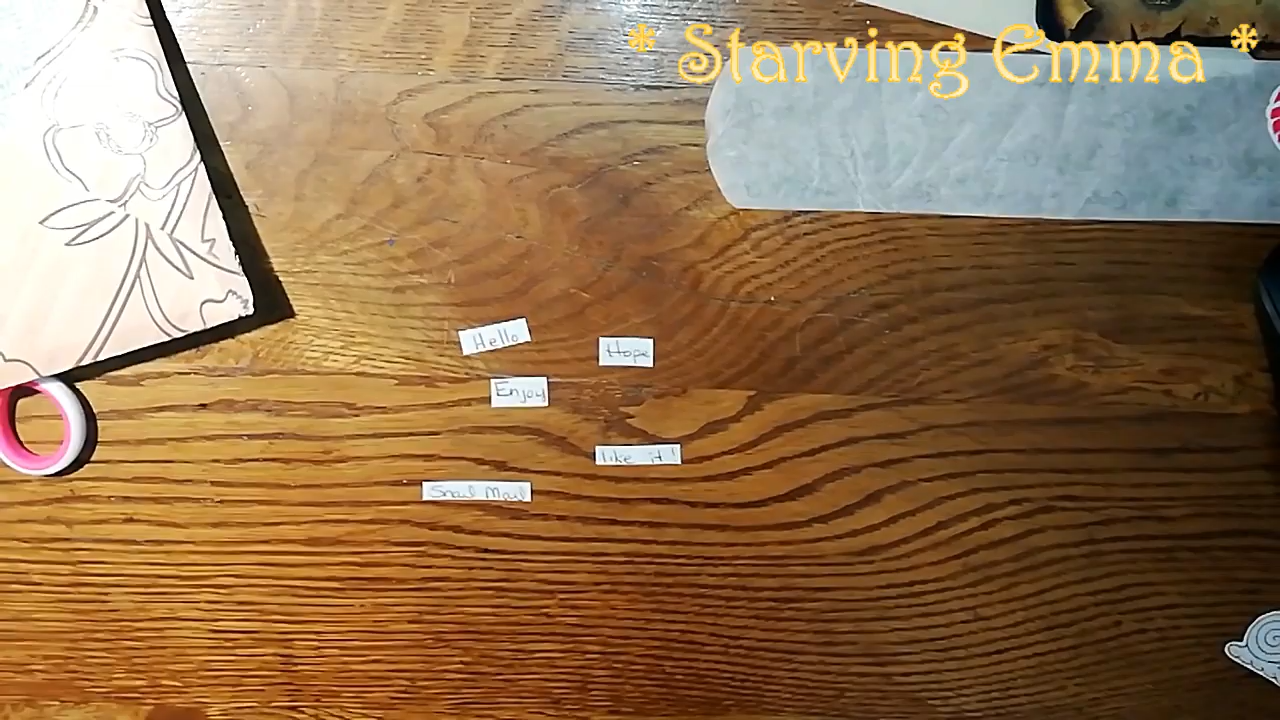 * Starving Emma *
Hello
Hope
Enjoy
like it!
Snail Mail